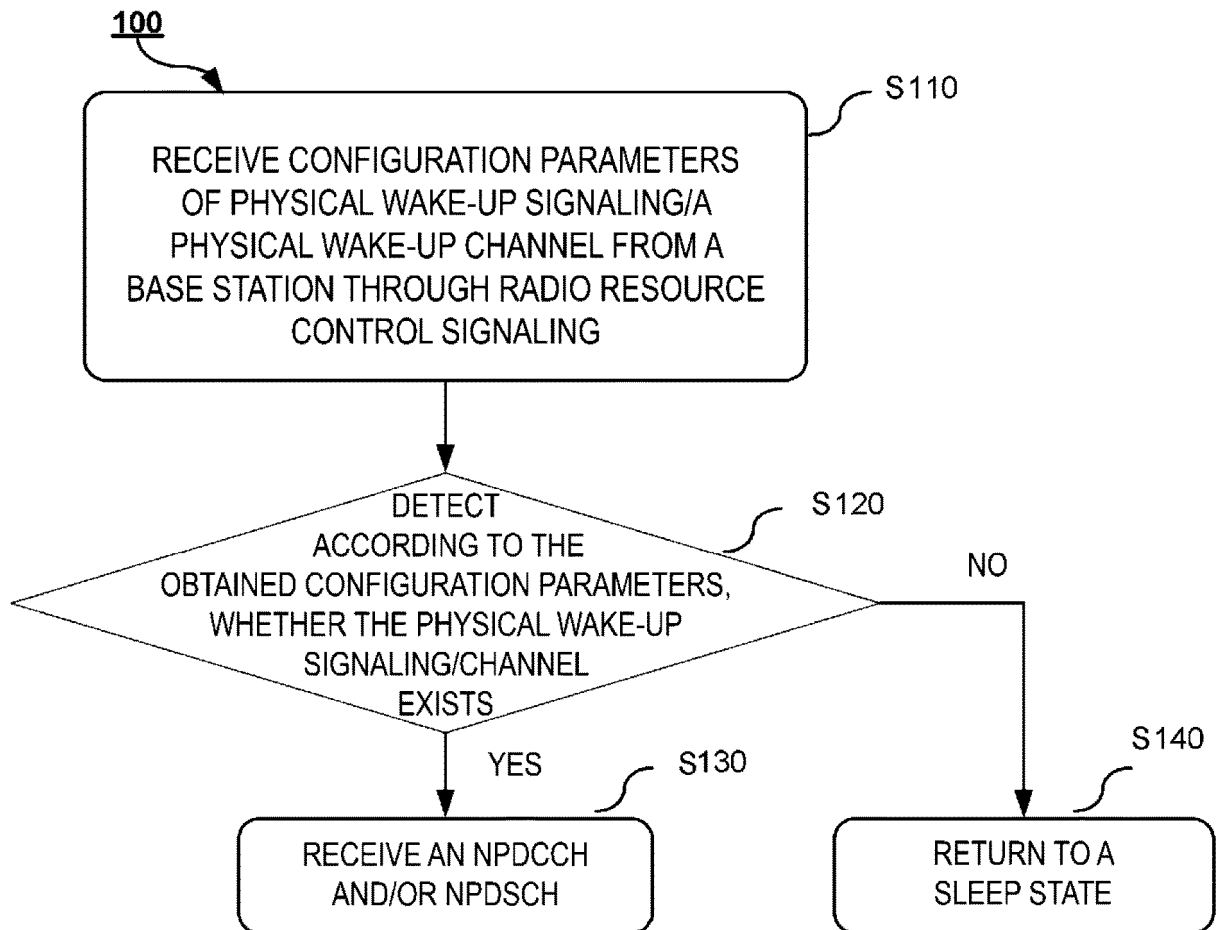 100
S110
RECEIVE CONFIGURATION PARAMETERS
OF PHYSICAL WAKE-UP SIGNALING/A
PHYSICAL WAKE-UP CHANNEL FROM A
BASE STATION THROUGH RADIO RESOURCE
CONTROL SIGNALING
S120
DETECT
ACCORDING TO THE
OBTAINED CONFIGURATION PARAMETERS,
WHETHER THE PHYSICAL WAKE-UP
SIGNALING/CHANNEL
EXISTS
NO
YES
S130
S140
RECEIVE AN NPDCCH
AND/OR NPDSCH
RETURN TO A
SLEEP STATE